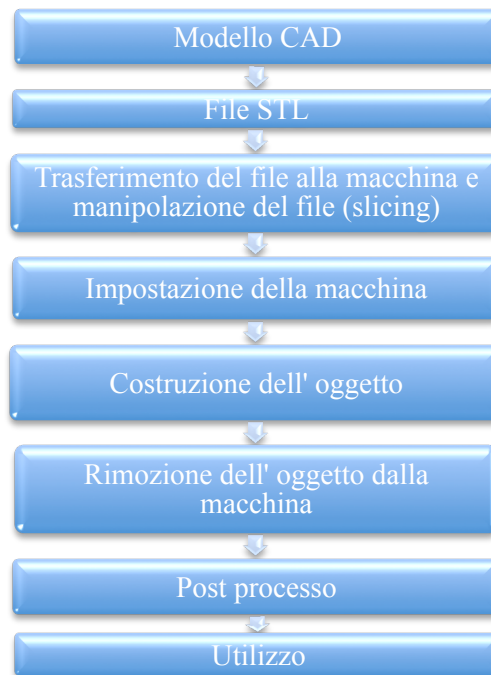 Modello CAD
File STL
Trasferimento del file alla macchina e
manipolazione del file (slicing)
Impostazione della macchina
Costruzione dell' oggetto
Rimozione dell' oggetto dalla
macchina
Post processo
Utilizzo